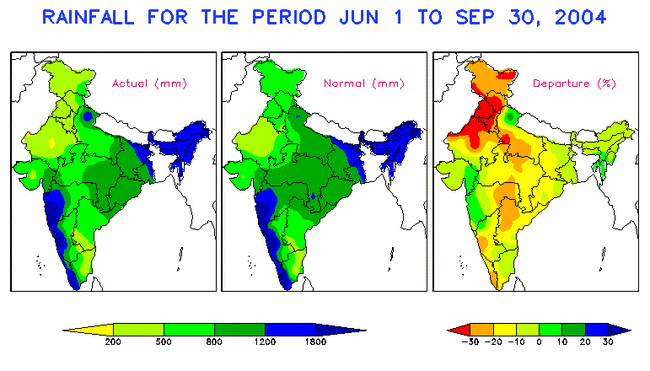 RAINFALL FOR THE PERIOD JUN 1 TO SEP 30, 2004
Actual (mm)
Normal (mm)
Departure (%)
200 500 800 1200 1800
-30 -20 -10 0 10 20 30